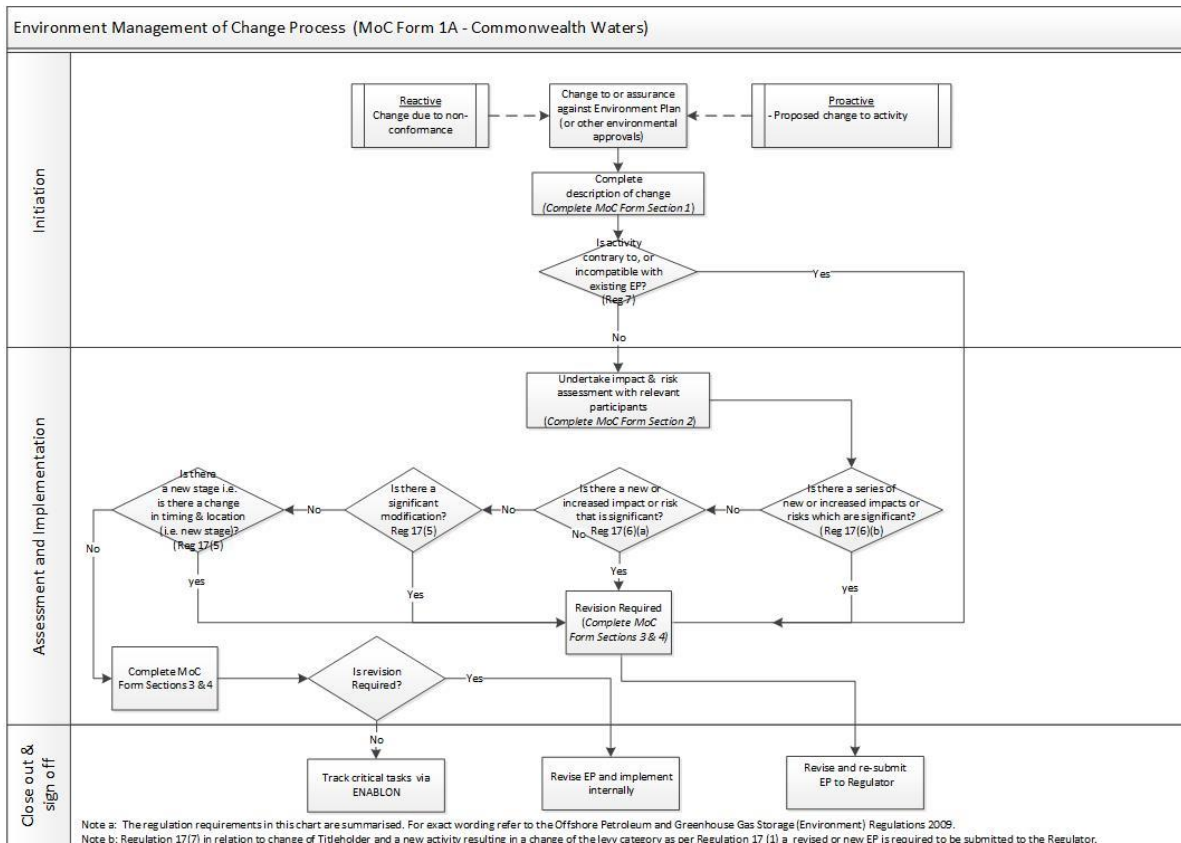 Environment Management of Change Process (MoC Form 1A - Commonwealth Waters)
Initiation
Reactive
Change due to non-
conformance
Change to or assurance
against Environment Plan
(or other environmental
approvals)
Proactive
- Proposed change to activity
Complete
description of change
(Complete MoC Form Section 1)
Is activity
contrary to, or
incompatible with
existing EP?
(Reg 7)
Yes
No
Assessment and Implementation
Undertake impact & risk
assessment with relevant
participants
(Complete MoC Form Section 2)
Is there
a new stage i.e.
is there a change
in timing & location
(i.e. new stage)?
(Reg 17(5)
No
Is there a
significant
modification?
Reg 17(5)
No
Is there a new or
increased impact or risk
that is significant?
Reg 17(6)(a)
No
No
Is there a series of
new or increased impacts or
risks which are significant?
(Reg 17(6)(b)
No
yes
Yes
Yes
yes
Revision Required
(Complete MoC
Form Sections 3 & 4)
Complete MoC
Form Sections 3 & 4
Is revision
Required?
Yes
No
Close out &
sign off
Track critical tasks via
ENABLON
Revise EP and implement
internally
Revise and re-submit
EP to Regulator
Note a: The regulation requirements in this chart are summarised. For exact wording refer to the Offshore Petroleum and Greenhouse Gas Storage (Environment) Regulations 2009.
Note b: Regulation 17(7) in relation to change of Titleholder and a new activity resulting in a change of the levy category as per Regulation 17 (1) a revised or new EP is required to be submitted to the Regulator.